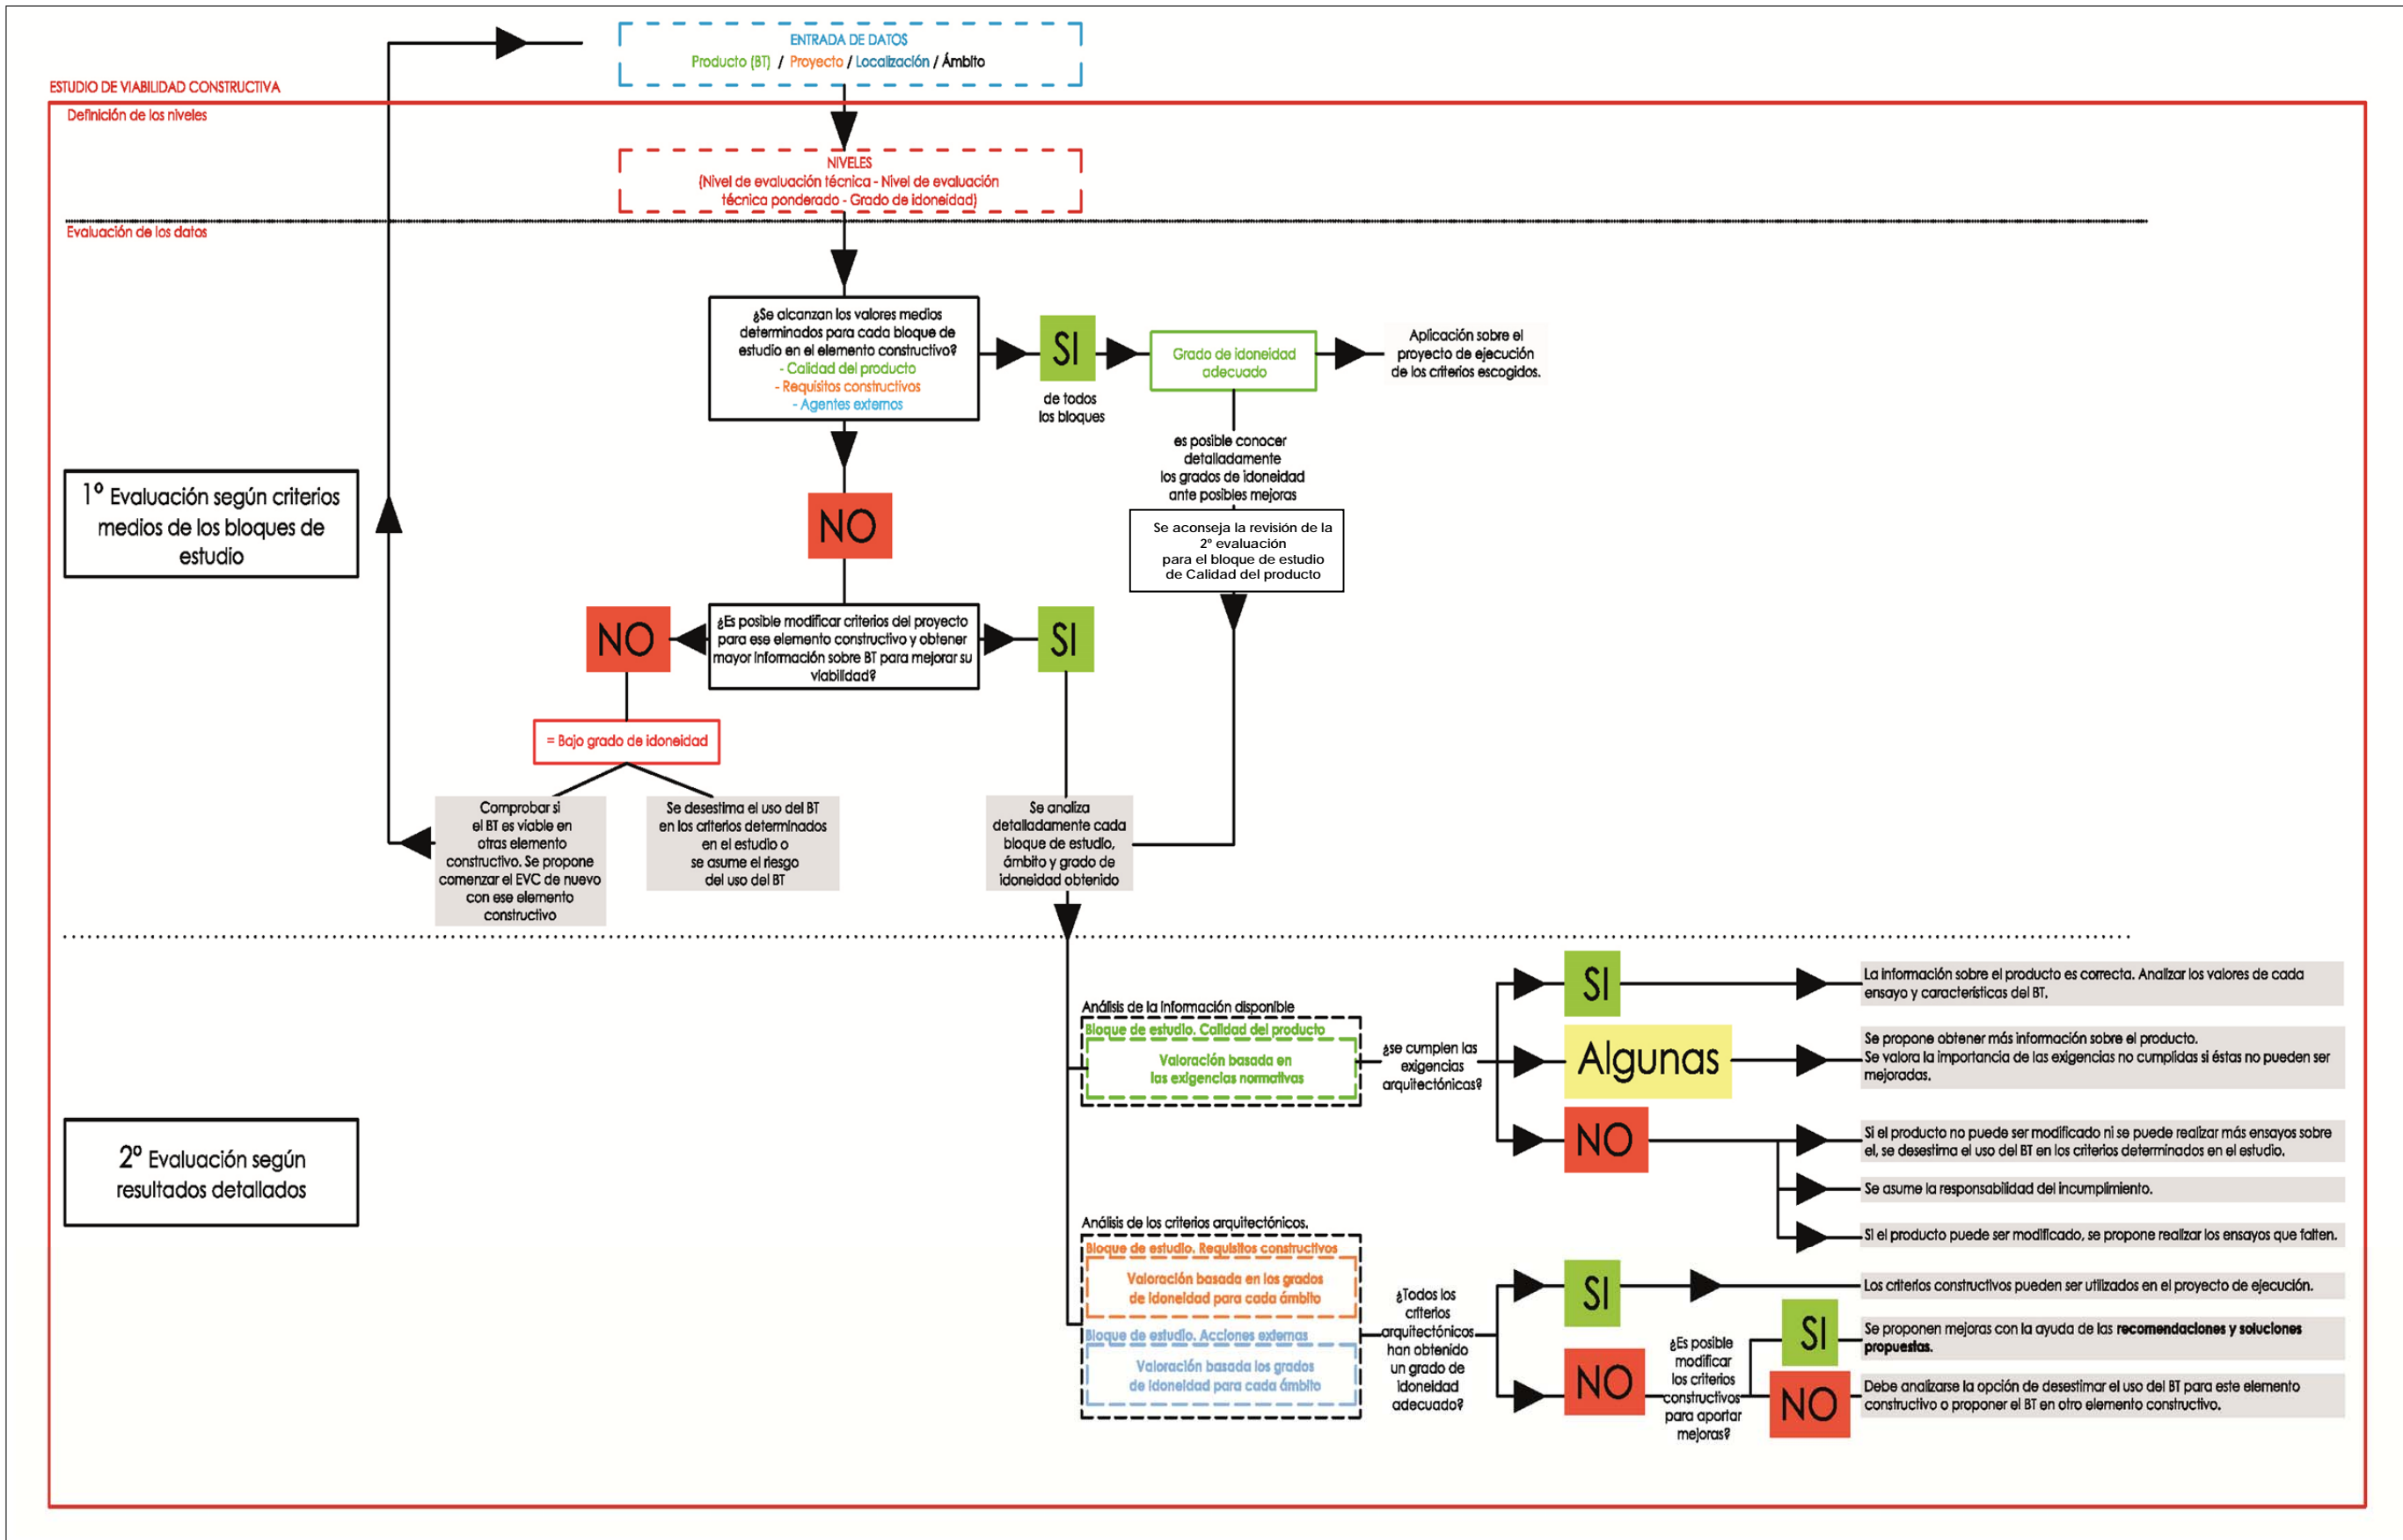 ENTRADA DE DATOS
Producto (BT) / Proyecto / Localización / Ámbito
ESTUDIO DE VIABILIDAD CONSTRUCTIVA
Definición de los niveles
NIVELES
(Nivel de evaluación técnica - Nivel de evaluación
técnica ponderado - Grado de idoneidad)
Evaluación de los datos
1º Evaluación según criterios
medios de los bloques de
estudio
¿Se alcanzan los valores medios
determinados para cada bloque de
estudio en el elemento constructivo?
- Calidad del producto
- Requisitos constructivos
- Agentes externos
SI
de todos
los bloques
Grado de idoneidad
adecuado
Aplicación sobre el
proyecto de ejecución
de los criterios escogidos.
es posible conocer
detalladamente
los grados de idoneidad
ante posibles mejoras
Se aconseja la revisión de la
2º evaluación
para el bloque de estudio
de Calidad del producto
NO
¿Es posible modificar criterios del proyecto
para ese elemento constructivo y obtener
mayor información sobre BT para mejorar su
viabilidad?
NO
SI
= Bajo grado de idoneidad
Comprobar si
el BT es viable en
otras elemento
constructivo. Se propone
comenzar el EVC de nuevo
con ese elemento
constructivo
Se desestima el uso del BT
en los criterios determinados
en el estudio o
se asume el riesgo
del uso del BT
Se analiza
detalladamente cada
bloque de estudio,
ámbito y grado de
idoneidad obtenido
2º Evaluación según
resultados detallados
Análisis de la información disponible
Bloque de estudio. Calidad del producto
Valoración basada en
las exigencias normativas
¿se cumplen las
exigencias
arquitectónicas?
SI
La información sobre el producto es correcta. Analizar los valores de cada
ensayo y características del BT.
Algunas
Se propone obtener más información sobre el producto.
Se valora la importancia de las exigencias no cumplidas si éstas no pueden ser
mejoradas.
NO
Si el producto no puede ser modificado ni se puede realizar más ensayos sobre
el, se desestima el uso del BT en los criterios determinados en el estudio.
Se asume la responsabilidad del incumplimiento.
Si el producto puede ser modificado, se propone realizar los ensayos que falten.
Análisis de los criterios arquitectónicos.
Bloque de estudio. Requisitos constructivos
Valoración basada en los grados
de idoneidad para cada ámbito
Bloque de estudio. Acciones externas
Valoración basada los grados
de idoneidad para cada ámbito
¿Todos los
criterios
arquitectónicos
han obtenido
un grado de
idoneidad
adecuado?
SI
Los criterios constructivos pueden ser utilizados en el proyecto de ejecución.
NO
¿Es posible
modificar
los criterios
constructivos
para aportar
mejoras?
SI
Se proponen mejoras con la ayuda de las recomendaciones y soluciones
propuestas.
NO
Debe analizarse la opción de desestimar el uso del BT para este elemento
constructivo o proponer el BT en otro elemento constructivo.